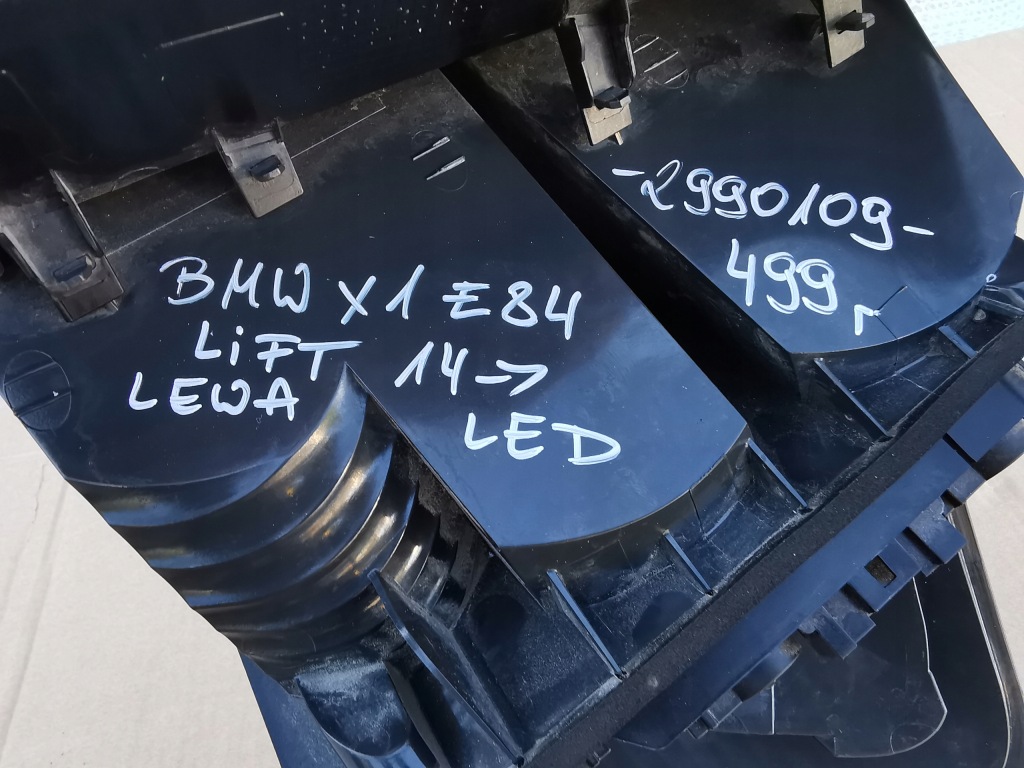 BMW X1 E84
LiFT 14->
LEWA
LED
-2990109-
499